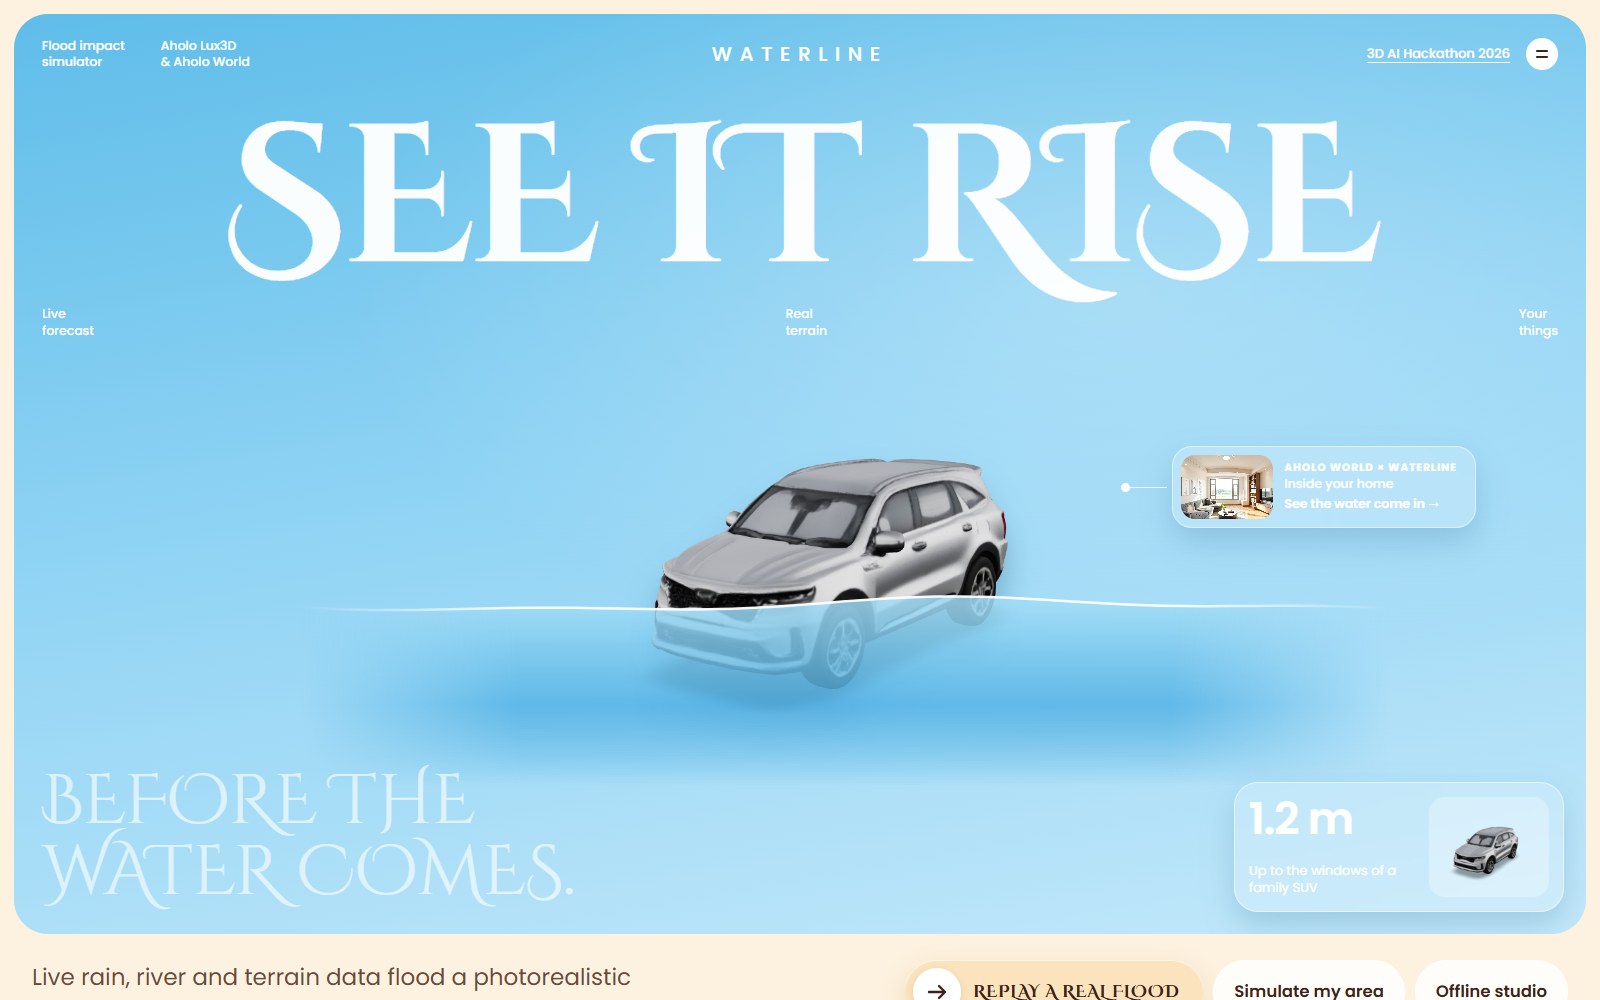 Flood impact
simulator
Aholo Lux3D
& Aholo World
WATERLINE
3D AI Hackathon 2026
SEE IT RISE
Live
forecast
Real
terrain
Your
things
AHOLO WORLD × WATERLINE
Inside your home
See the water come in →
BEFORE THE
WATER COMES.
1.2 m
Up to the windows of a
family SUV
Live rain, river and terrain data flood a photorealistic
→ REPLAY A REAL FLOOD
Simulate my area
Offline studio